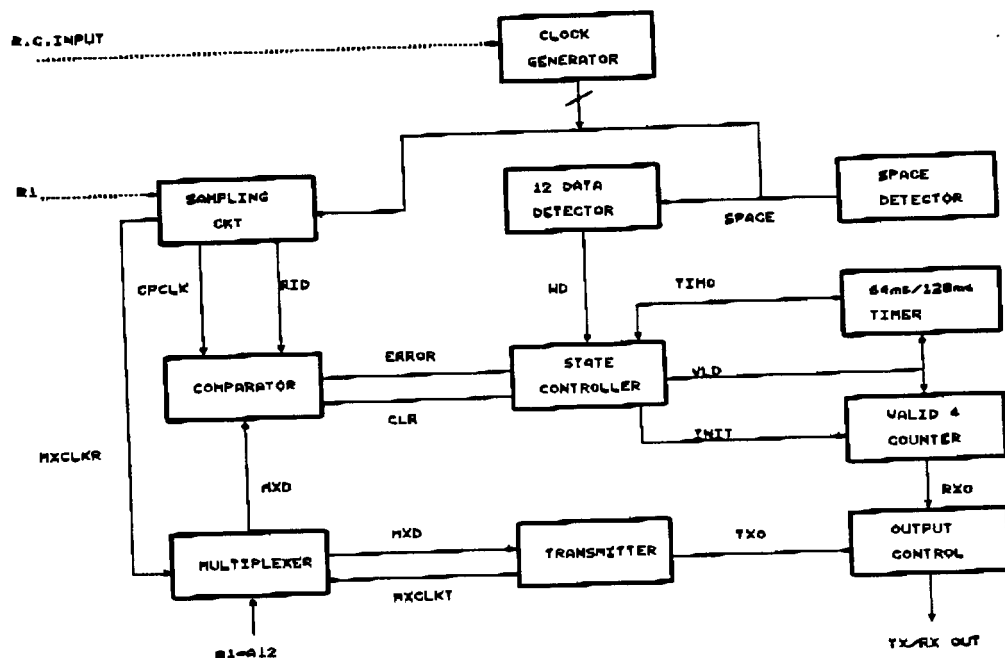 CLOCK
GENERATOR
R.C.INPUT
RI
SAMPLING
CKT
12 DATA
DETECTOR
SPACE
DETECTOR
SPACE
CPCLK
RID
WD
TIMO
64ms/128ms
TIMER
COMPARATOR
ERROR
CLR
STATE
CONTROLLER
VLD
INIT
VALID 4
COUNTER
MXCLKR
MXD
RXO
MULTIPLEXER
MXD
MXCLKT
TRANSMITTER
TXO
OUTPUT
CONTROL
A1-A12
TX/RX OUT